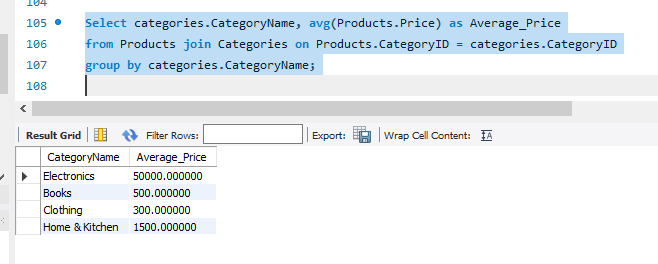 104
105 Select categories.CategoryName, avg(Products.Price) as Average_Price
106 from Products join Categories on Products.CategoryID = categories.CategoryID
107 group by categories.CategoryName;
108
Result Grid Filter Rows: Export: Wrap Cell Content: IA
CategoryName Average_Price
Electronics 50000.000000
Books 500.000000
Clothing 300.000000
Home & Kitchen 1500.000000